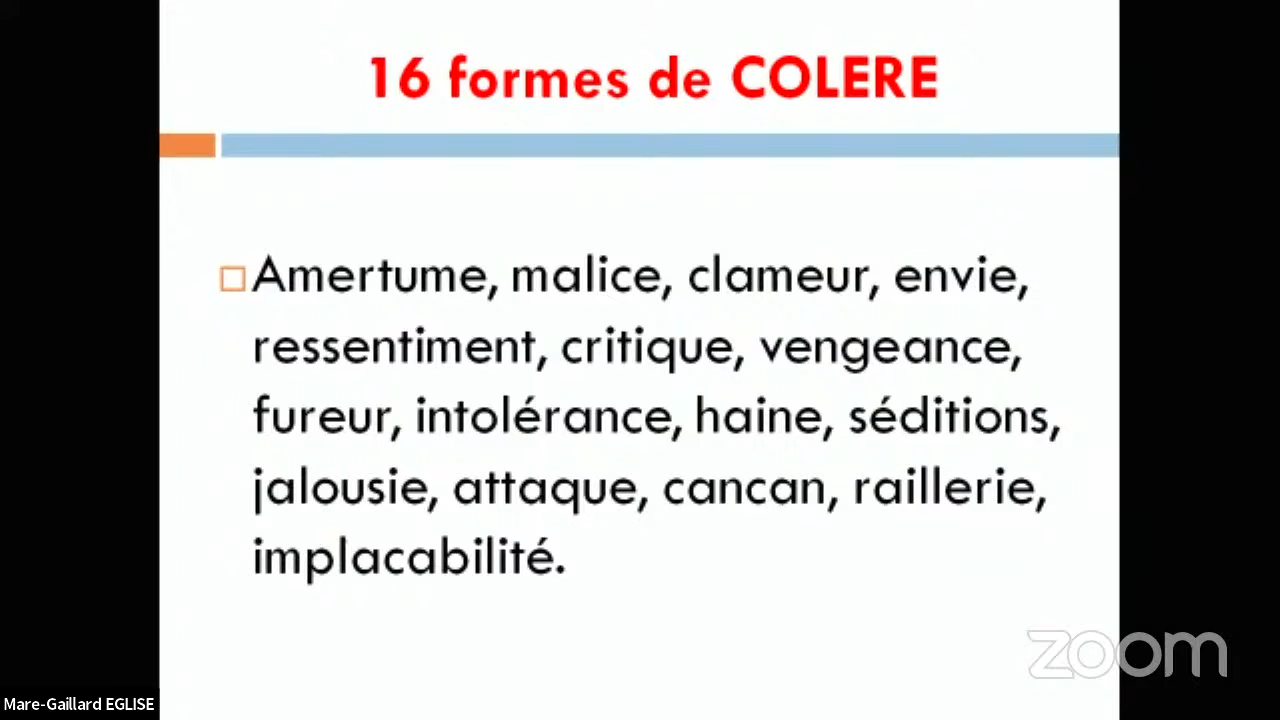 16 formes de COLERE
Amertume, malice, clameur, envie,
ressentiment, critique, vengeance,
fureur, intolérance, haine, séditions,
jalousie, attaque, cancan, raillerie,
implacabilité.
zoom
Mare-Gaillard EGLISE